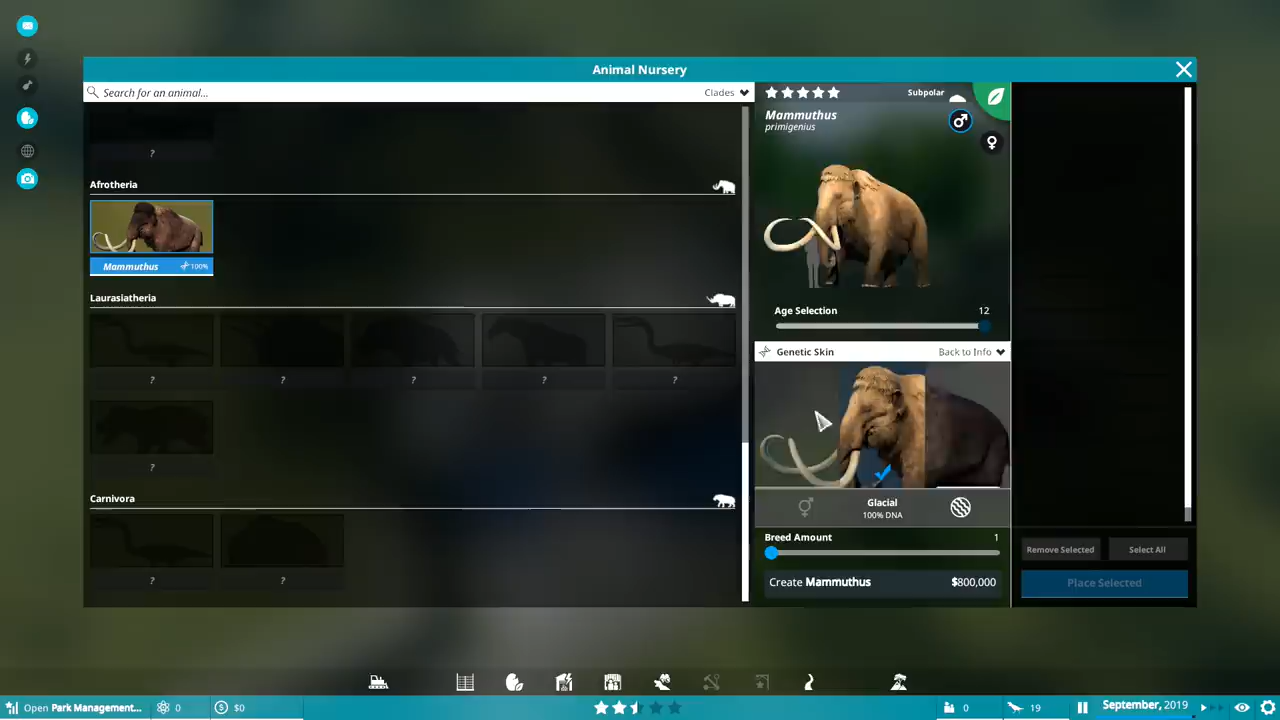 Animal Nursery
Search for an animal...
Clades
?
Afrotheria
Mammuthus 100%
Laurasiatheria
? ? ? ? ?
?
Carnivora
? ?
Subpolar
Mammuthus
primigenius
Age Selection 12
Genetic Skin Back to Info
Glacial
100% DNA
Breed Amount 1
Create Mammuthus $800,000
Remove Selected Select All
Place Selected
Open Park Management... 0 $0 0 19 September, 2019